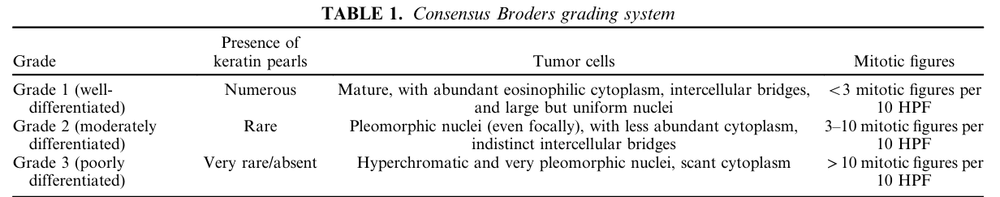 TABLE 1. Consensus Broders grading system
Presence of
Grade keratin pearls Tumor cells Mitotic figures
Grade 1 (well- Numerous Mature, with abundant eosinophilic cytoplasm, intercellular bridges, <3 mitotic figures per
differentiated) and large but uniform nuclei 10 HPF
Grade 2 (moderately Rare Pleomorphic nuclei (even focally), with less abundant cytoplasm, 3–10 mitotic figures per
differentiated) indistinct intercellular bridges 10 HPF
Grade 3 (poorly Very rare/absent Hyperchromatic and very pleomorphic nuclei, scant cytoplasm >10 mitotic figures per
differentiated) 10 HPF